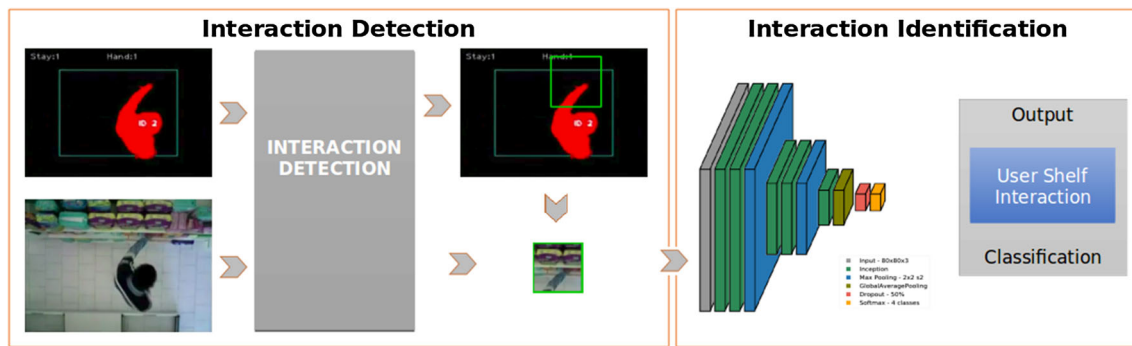 Interaction Detection
Stay:1 Hand:1
ID 2
INTERACTION
DETECTION
Stay:1 Hand:1
ID 2
Interaction Identification
Input - 80x80x3
Inception
Max Pooling - 2x2 s2
GlobalAveragePooling
Dropout - 50%
Softmax - 4 classes
Output
User Shelf
Interaction
Classification